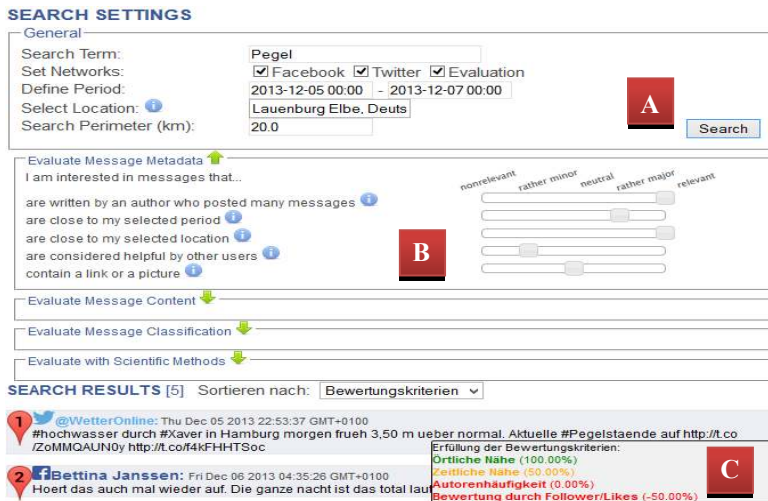 SEARCH SETTINGS
General
Search Term: Pegel
Set Networks: Facebook Twitter Evaluation
Define Period: 2013-12-05 00:00 - 2013-12-07 00:00
Select Location: Lauenburg Elbe, Deuts
Search Perimeter (km): 20.0
A
Search
Evaluate Message Metadata
I am interested in messages that...
nonrelevant rather minor neutral rather major relevant
are written by an author who posted many messages
are close to my selected period
are close to my selected location
are considered helpful by other users
contain a link or a picture
B
Evaluate Message Content
Evaluate Message Classification
Evaluate with Scientific Methods
SEARCH RESULTS [5] Sortieren nach: Bewertungskriterien
1 @WetterOnline: Thu Dec 05 2013 22:53:37 GMT+0100
#hochwasser durch #Xaver in Hamburg morgen frueh 3,50 m ueber normal. Aktuelle #Pegelstaende auf http://t.co
/ZoMMQAUN0y http://t.co/f4kFHHTSoc
2 Bettina Janssen: Fri Dec 06 2013 04:35:26 GMT+0100
Hoert das auch mal wieder auf. Die ganze nacht ist das total lauf
Erfüllung der Bewertungskriterien:
Örtliche Nähe (100.00%)
Zeitliche Nähe (50.00%)
Autorenhäufigkeit (0.00%)
Bewertung durch Follower/Likes (-50.00%)
C